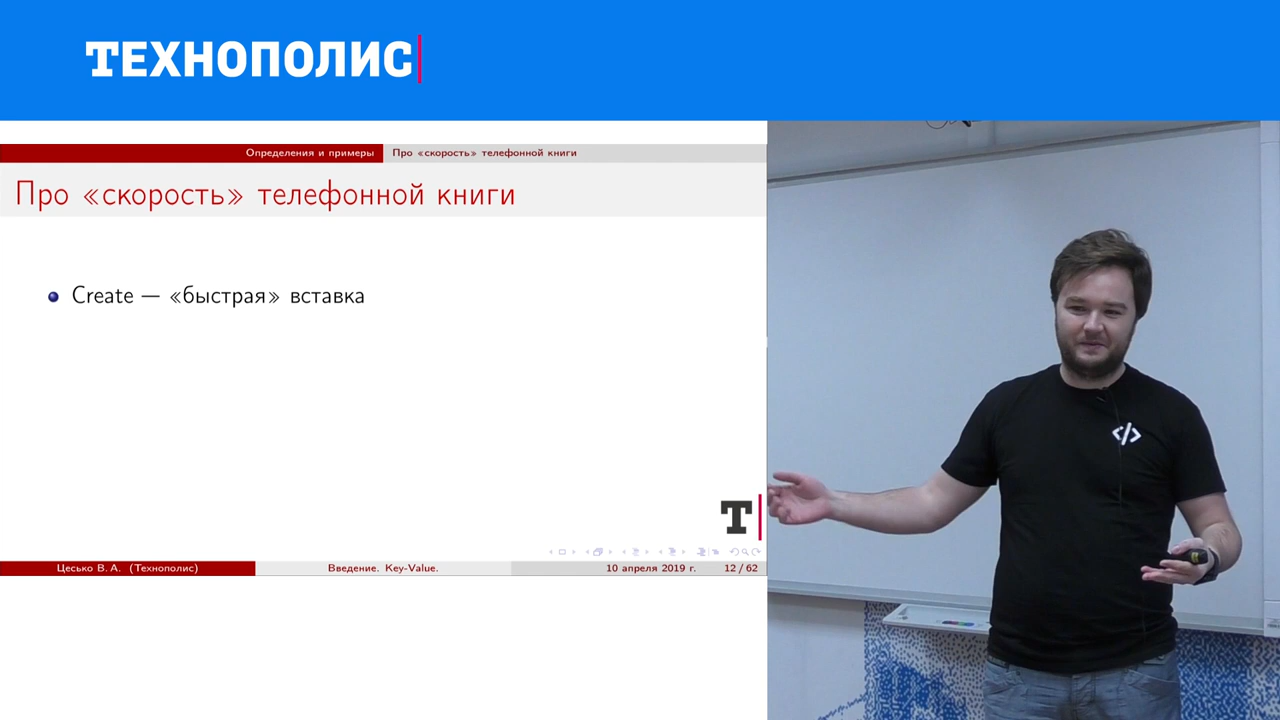 ТЕХНОПОЛИС
Определения и примеры Про «скорость» телефонной книги
Про «скорость» телефонной книги
Create — «быстрая» вставка
Т
Цесько В. А. (Технополис) Введение. Key-Value. 10 апреля 2019 г. 12 / 62